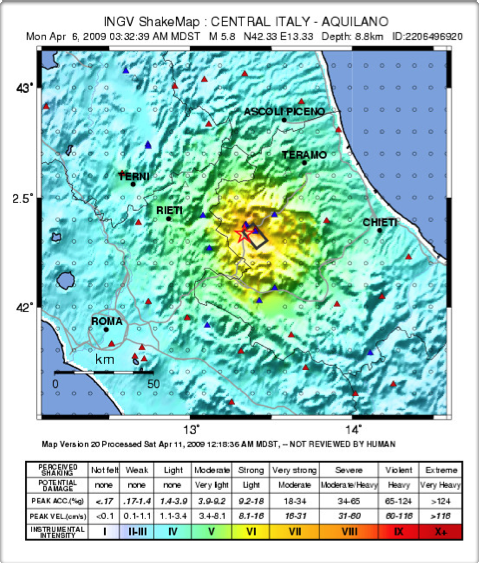 INGV ShakeMap : CENTRAL ITALY - AQUILANO
Mon Apr 6, 2009 03:32:39 AM MDST M 5.8 N42.33 E13.33 Depth: 8.8km ID:2206496920
43°
ASCOLI PICENO
TERAMO
TERNI
2.5°
RIETI
CHIETI
42°
ROMA
km
0 50
13° 14°
Map Version 20 Processed Sat Apr 11, 2009 12:18:36 AM MDST, -- NOT REVIEWED BY HUMAN
PERCEIVED SHAKING Not felt Weak Light Moderate Strong Very strong Severe Violent Extreme
POTENTIAL DAMAGE none none none Very light Light Moderate Moderate/Heavy Heavy Very Heavy
PEAK ACC.(%g) <.17 .17-1.4 1.4-3.9 3.9-9.2 9.2-18 18-34 34-65 65-124 >124
PEAK VEL.(cm/s) <0.1 0.1-1.1 1.1-3.4 3.4-8.1 8.1-16 16-31 31-60 60-116 >116
INSTRUMENTAL INTENSITY I II-III IV V VI VII VIII IX X+